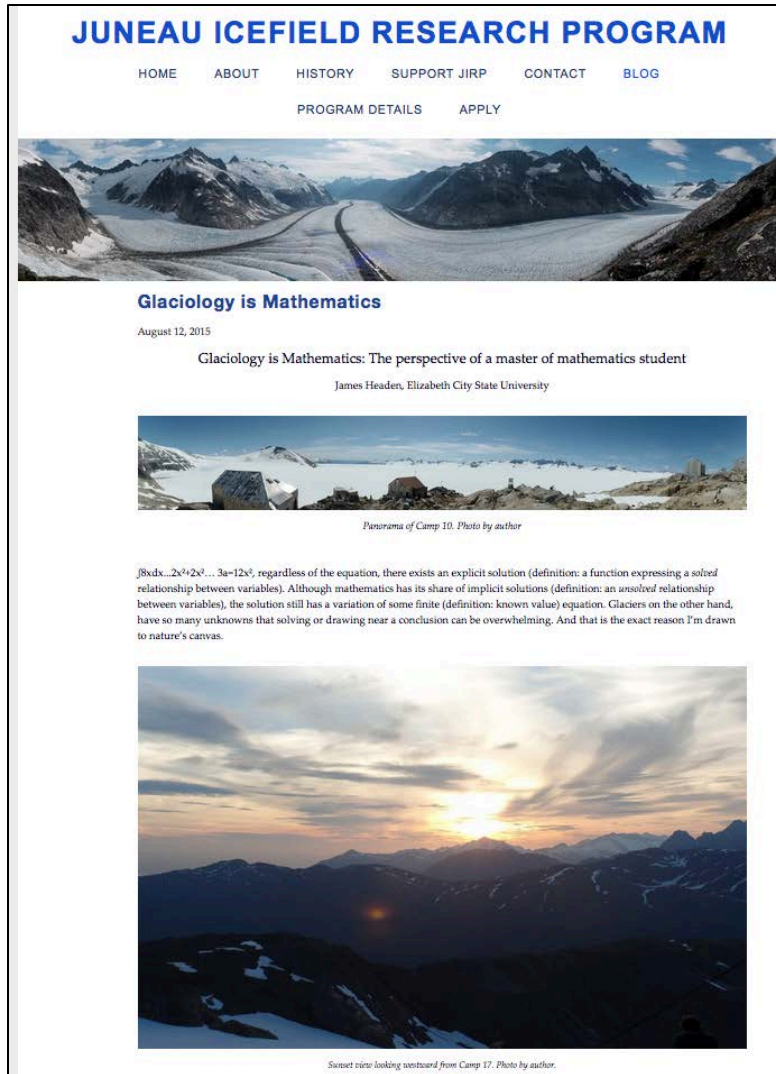 JUNEAU ICEFIELD RESEARCH PROGRAM
HOME ABOUT HISTORY SUPPORT JIRP CONTACT BLOG
PROGRAM DETAILS APPLY
Glaciology is Mathematics
August 12, 2015
Glaciology is Mathematics: The perspective of a master of mathematics student
James Headen, Elizabeth City State University
Panorama of Camp 10. Photo by author
∫8xdx...2x²+2x²… 3a=12x², regardless of the equation, there exists an explicit solution (definition: a function expressing a solved
relationship between variables). Although mathematics has its share of implicit solutions (definition: an unsolved relationship
between variables), the solution still has a variation of some finite (definition: known value) equation. Glaciers on the other hand,
have so many unknowns that solving or drawing near a conclusion can be overwhelming. And that is the exact reason I'm drawn
to nature's canvas.
Sunset view looking westward from Camp 17. Photo by author.